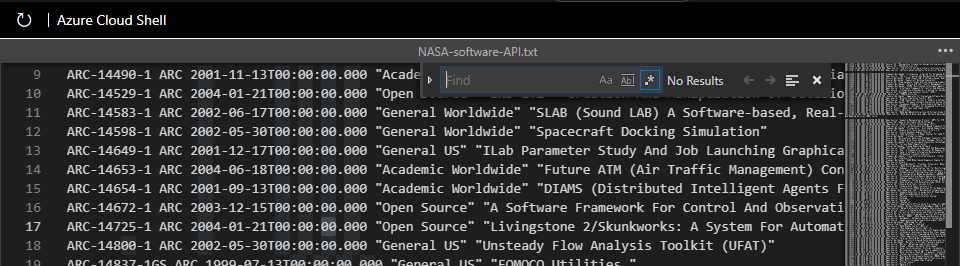 Azure Cloud Shell
NASA-software-API.txt
Find
Aa
Ab
.*
No Results
9 ARC-14490-1 ARC 2001-11-13T00:00:00.000 "Acade
10 ARC-14529-1 ARC 2004-01-21T00:00:00.000 "Open
11 ARC-14583-1 ARC 2002-06-17T00:00:00.000 "General Worldwide" "SLAB (Sound LAB) A Software-based, Real-
12 ARC-14598-1 ARC 2002-05-30T00:00:00.000 "General Worldwide" "Spacecraft Docking Simulation"
13 ARC-14649-1 ARC 2001-12-17T00:00:00.000 "General US" "ILab Parameter Study And Job Launching Graphica
14 ARC-14653-1 ARC 2004-06-18T00:00:00.000 "Academic Worldwide" "Future ATM (Air Traffic Management) Con
15 ARC-14654-1 ARC 2001-09-13T00:00:00.000 "Academic Worldwide" "DIAMS (Distributed Intelligent Agents F
16 ARC-14672-1 ARC 2003-12-15T00:00:00.000 "Open Source" "A Software Framework For Control And Observati
17 ARC-14725-1 ARC 2004-01-21T00:00:00.000 "Open Source" "Livingstone 2/Skunkworks: A System For Automat
18 ARC-14800-1 ARC 2002-05-30T00:00:00.000 "General US" "Unsteady Flow Analysis Toolkit (UFAT)"
19 ARC-14837-1GS ARC 1999-07-13T00:00:00.000 "General US" "FOMOCO Utilities,"